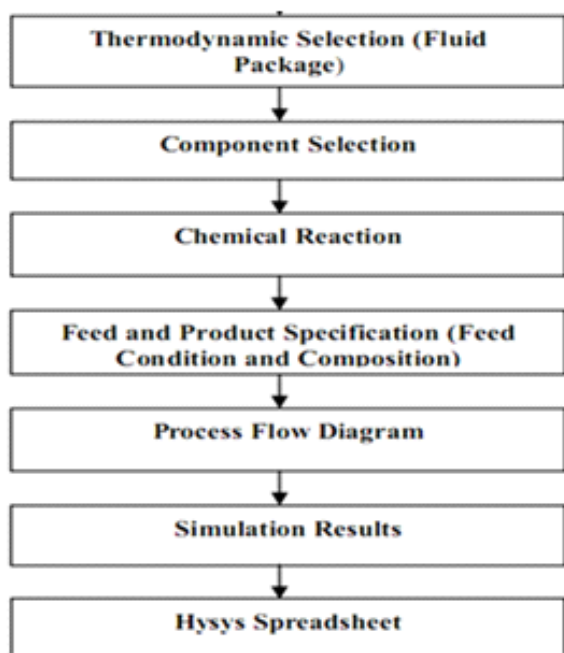 Thermodynamic Selection (Fluid
Package)
Component Selection
Chemical Reaction
Feed and Product Specification (Feed
Condition and Composition)
Process Flow Diagram
Simulation Results
Hysys Spreadsheet